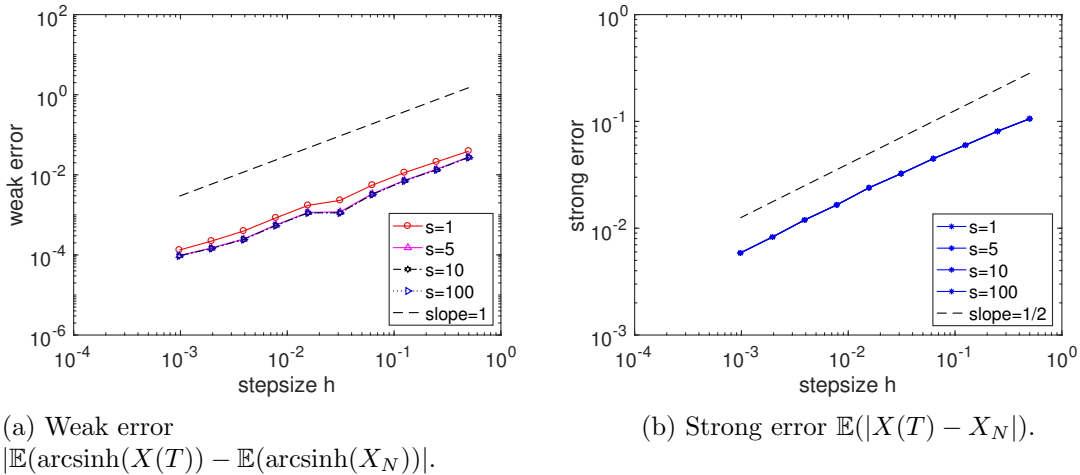 10^2
10^0
10^-2
10^-4
10^-6
weak error
s=1
s=5
s=10
s=100
slope=1
10^-4
10^-3
10^-2
10^-1
10^0
stepsize h
10^0
10^-1
10^-2
10^-3
strong error
s=1
s=5
s=10
s=100
slope=1/2
10^-4
10^-3
10^-2
10^-1
10^0
stepsize h
(a) Weak error
|𝔼(arcsinh(X(T)) − 𝔼(arcsinh(X_N))|.
(b) Strong error 𝔼(|X(T) − X_N|).